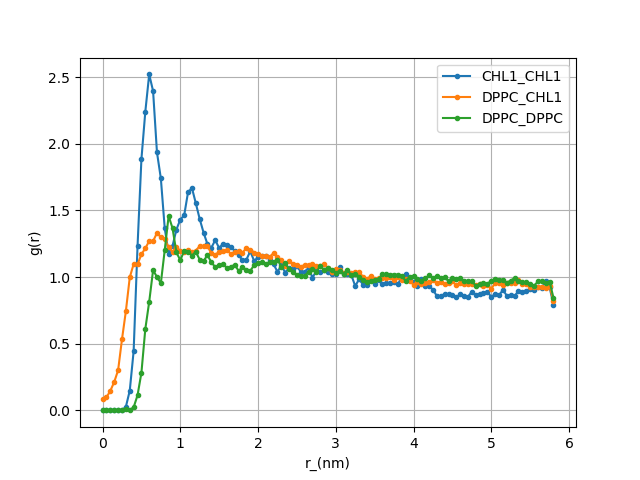 CHL1_CHL1
DPPC_CHL1
DPPC_DPPC
2.5
2.0
1.5
1.0
0.5
0.0
g(r)
0 1 2 3 4 5 6
r_(nm)